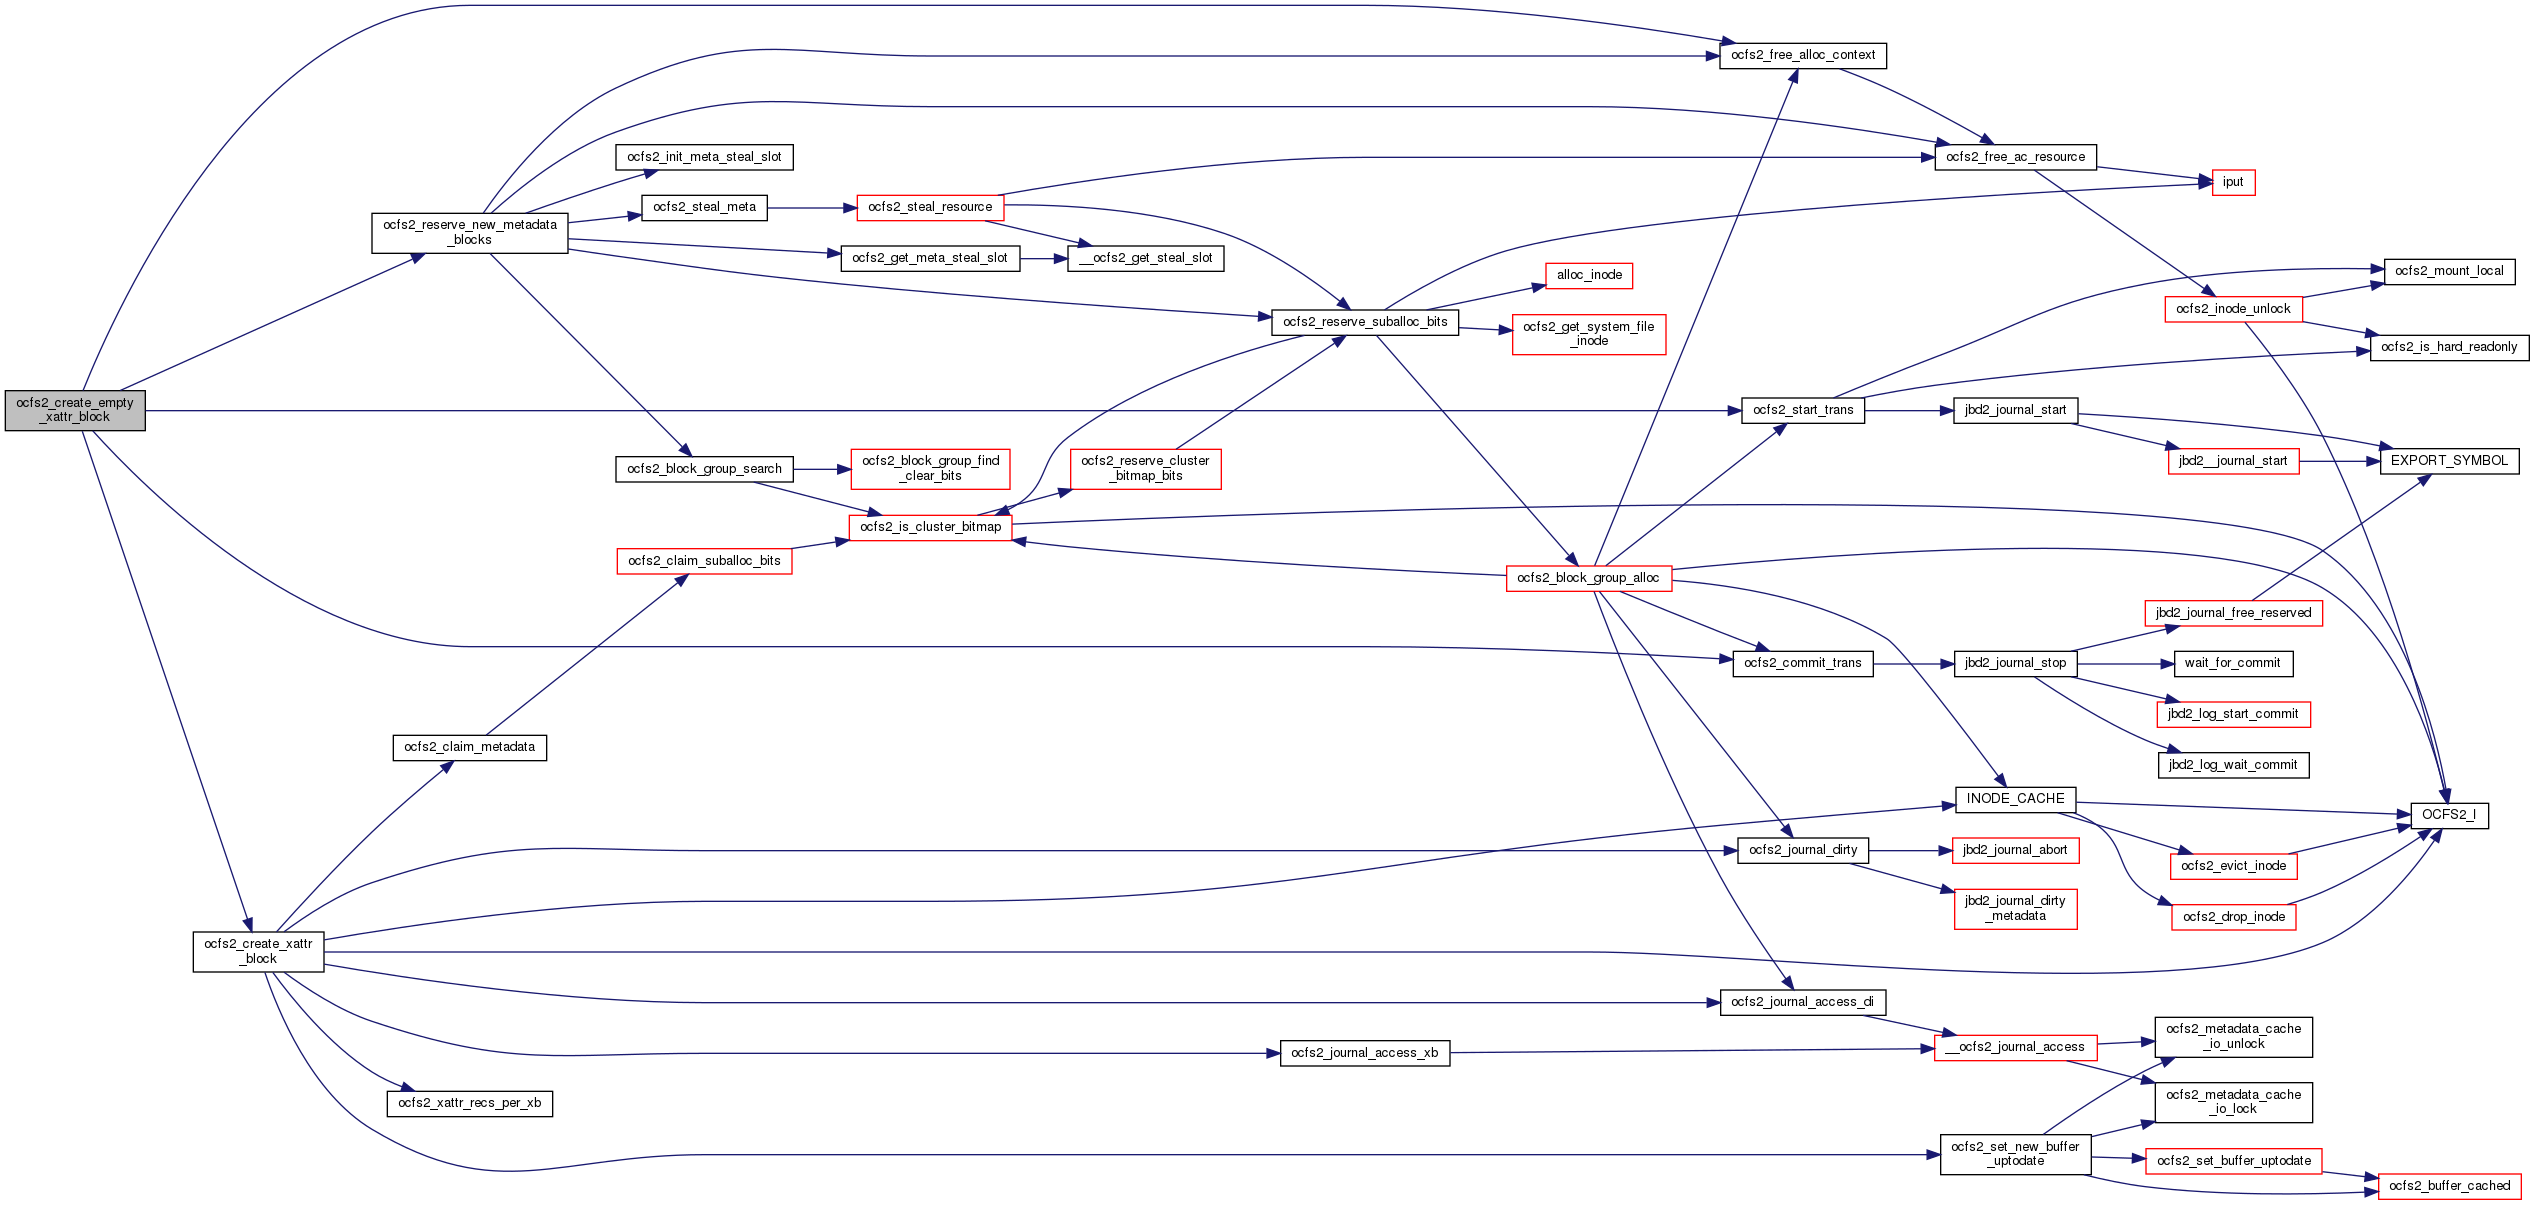 ocfs2_create_empty
_xattr_block
ocfs2_reserve_new_metadata
_blocks
ocfs2_create_xattr
_block
ocfs2_claim_metadata
ocfs2_xattr_recs_per_xb
ocfs2_init_meta_steal_slot
ocfs2_steal_meta
ocfs2_block_group_search
ocfs2_claim_suballoc_bits
ocfs2_steal_resource
ocfs2_get_meta_steal_slot
ocfs2_block_group_find
_clear_bits
ocfs2_is_cluster_bitmap
__ocfs2_get_steal_slot
ocfs2_reserve_cluster
_bitmap_bits
ocfs2_reserve_suballoc_bits
ocfs2_journal_access_xb
alloc_inode
ocfs2_get_system_file
_inode
ocfs2_block_group_alloc
ocfs2_free_alloc_context
ocfs2_start_trans
ocfs2_commit_trans
ocfs2_journal_dirty
ocfs2_journal_access_di
ocfs2_free_ac_resource
jbd2_journal_start
jbd2_journal_stop
INODE_CACHE
jbd2_journal_abort
jbd2_journal_dirty
_metadata
__ocfs2_journal_access
ocfs2_set_new_buffer
_uptodate
iput
ocfs2_inode_unlock
jbd2__journal_start
jbd2_journal_free_reserved
wait_for_commit
jbd2_log_start_commit
jbd2_log_wait_commit
ocfs2_evict_inode
ocfs2_drop_inode
ocfs2_metadata_cache
_io_unlock
ocfs2_metadata_cache
_io_lock
ocfs2_set_buffer_uptodate
ocfs2_mount_local
ocfs2_is_hard_readonly
EXPORT_SYMBOL
OCFS2_I
ocfs2_buffer_cached